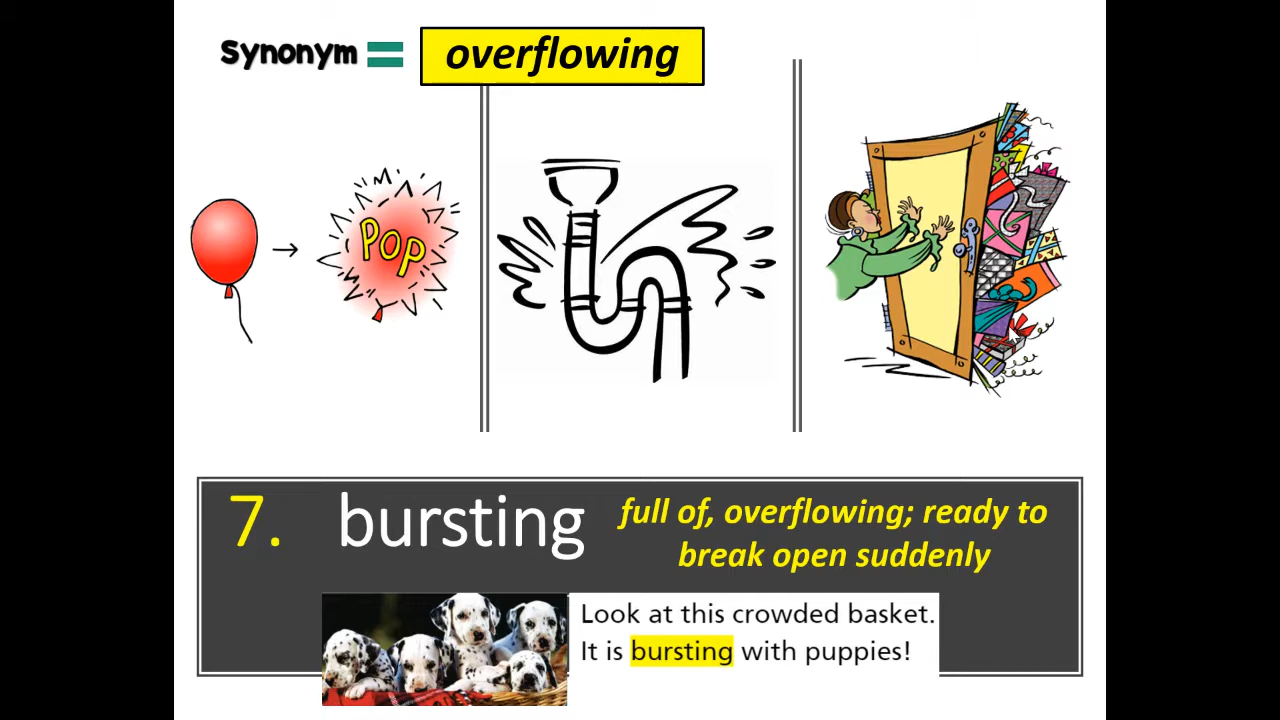 Synonym = overflowing
POP
7. bursting
full of, overflowing; ready to
break open suddenly
Look at this crowded basket.
It is bursting with puppies!